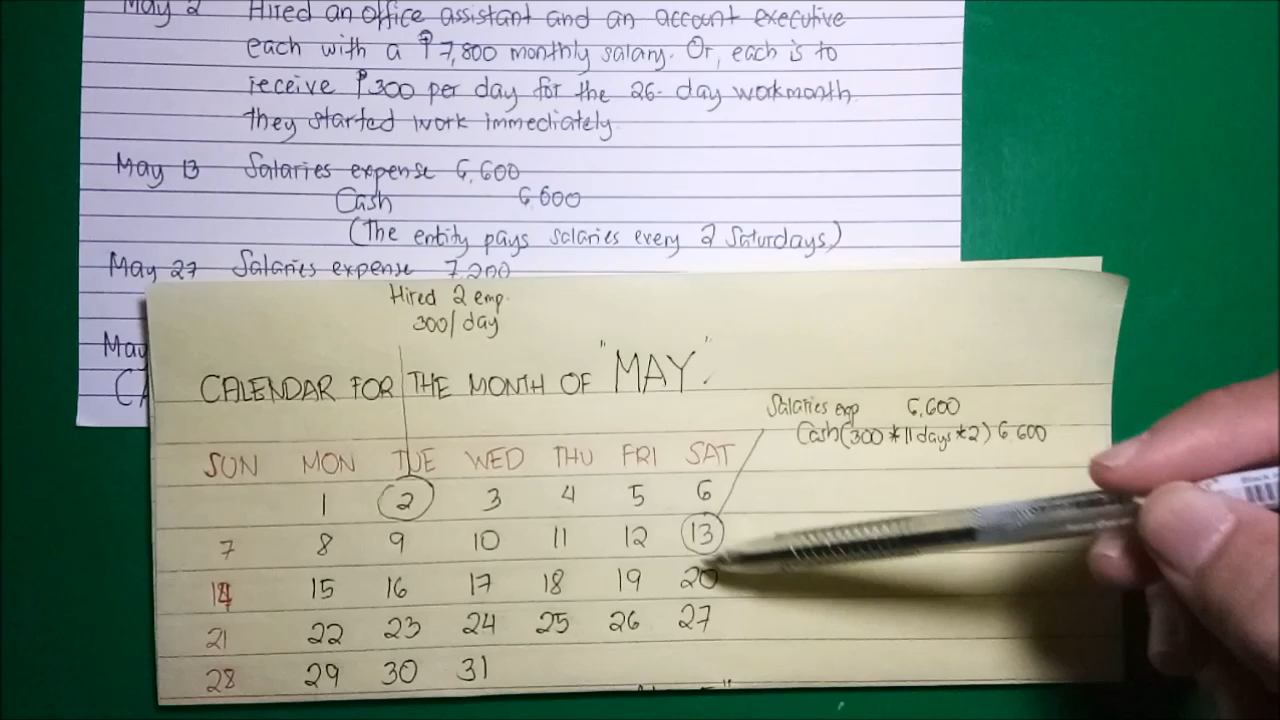 May 2 Hired an office assistant and an account executive
each with a ₱7,800 monthly salary. Or, each is to
receive ₱300 per day for the 26-day workmonth.
they started work immediately.
May 13 Salaries expense 6,600
Cash 6,600
(The entity pays salaries every 2 Saturdays)
May 27 Salaries expense 7,200
May
Hired 2 emp.
300/day
CALENDAR FOR THE MONTH OF "MAY".
Salaries exp 6,600
Cash (300 * 11 days * 2) 6,600
SUN MON TUE WED THU FRI SAT
1 2 3 4 5 6
7 8 9 10 11 12 13
14 15 16 17 18 19 20
21 22 23 24 25 26 27
28 29 30 31